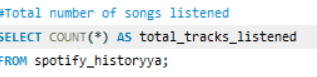 #Total number of songs listened
SELECT COUNT(*) AS total_tracks_listened
FROM spotify_historyya;